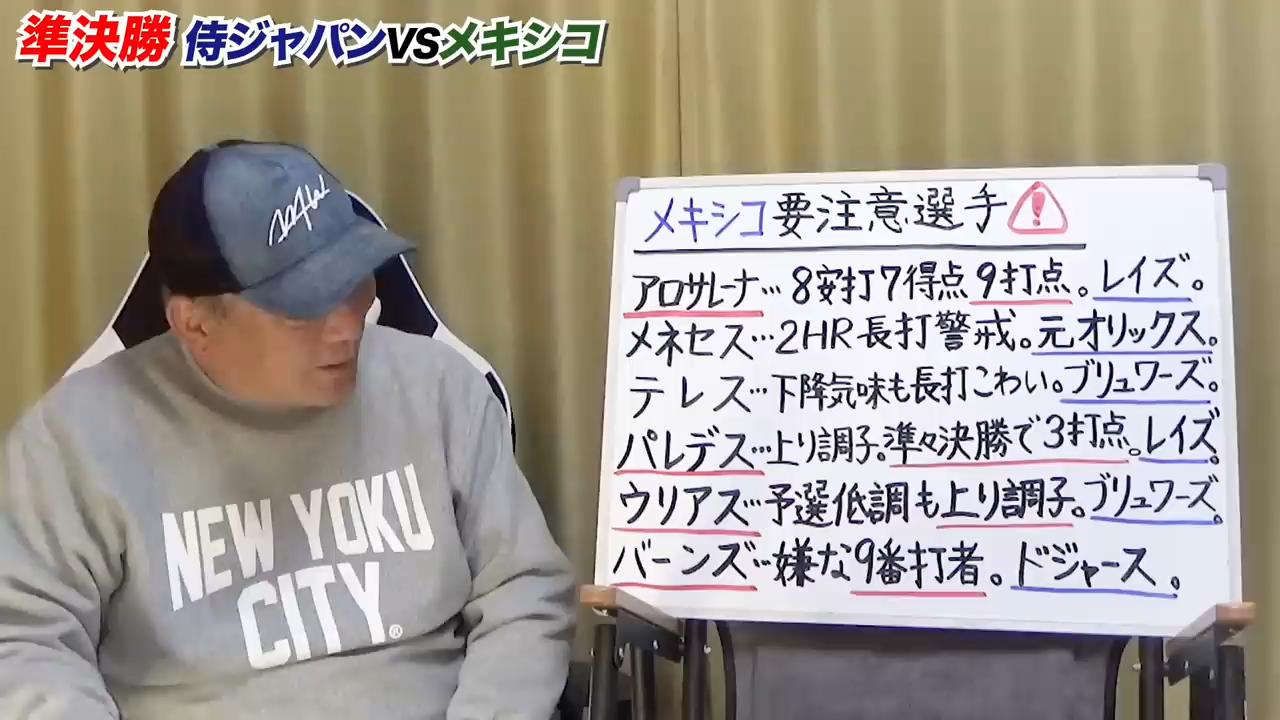 準決勝 侍ジャパンVSメキシコ
メキシコ要注意選手
アロサレーナ…8安打7得点9打点。レイズ。
メネセス…2HR長打警戒。元オリックス。
テレス…下降気味も長打こわい。ブリュワーズ。
パレデス…上り調子。準々決勝で3打点。レイズ。
ウリアズ…予選低調も上り調子。ブリュワーズ。
バーンズ…嫌な9番打者。ドジャース。
NEW YOKU
CITY.®